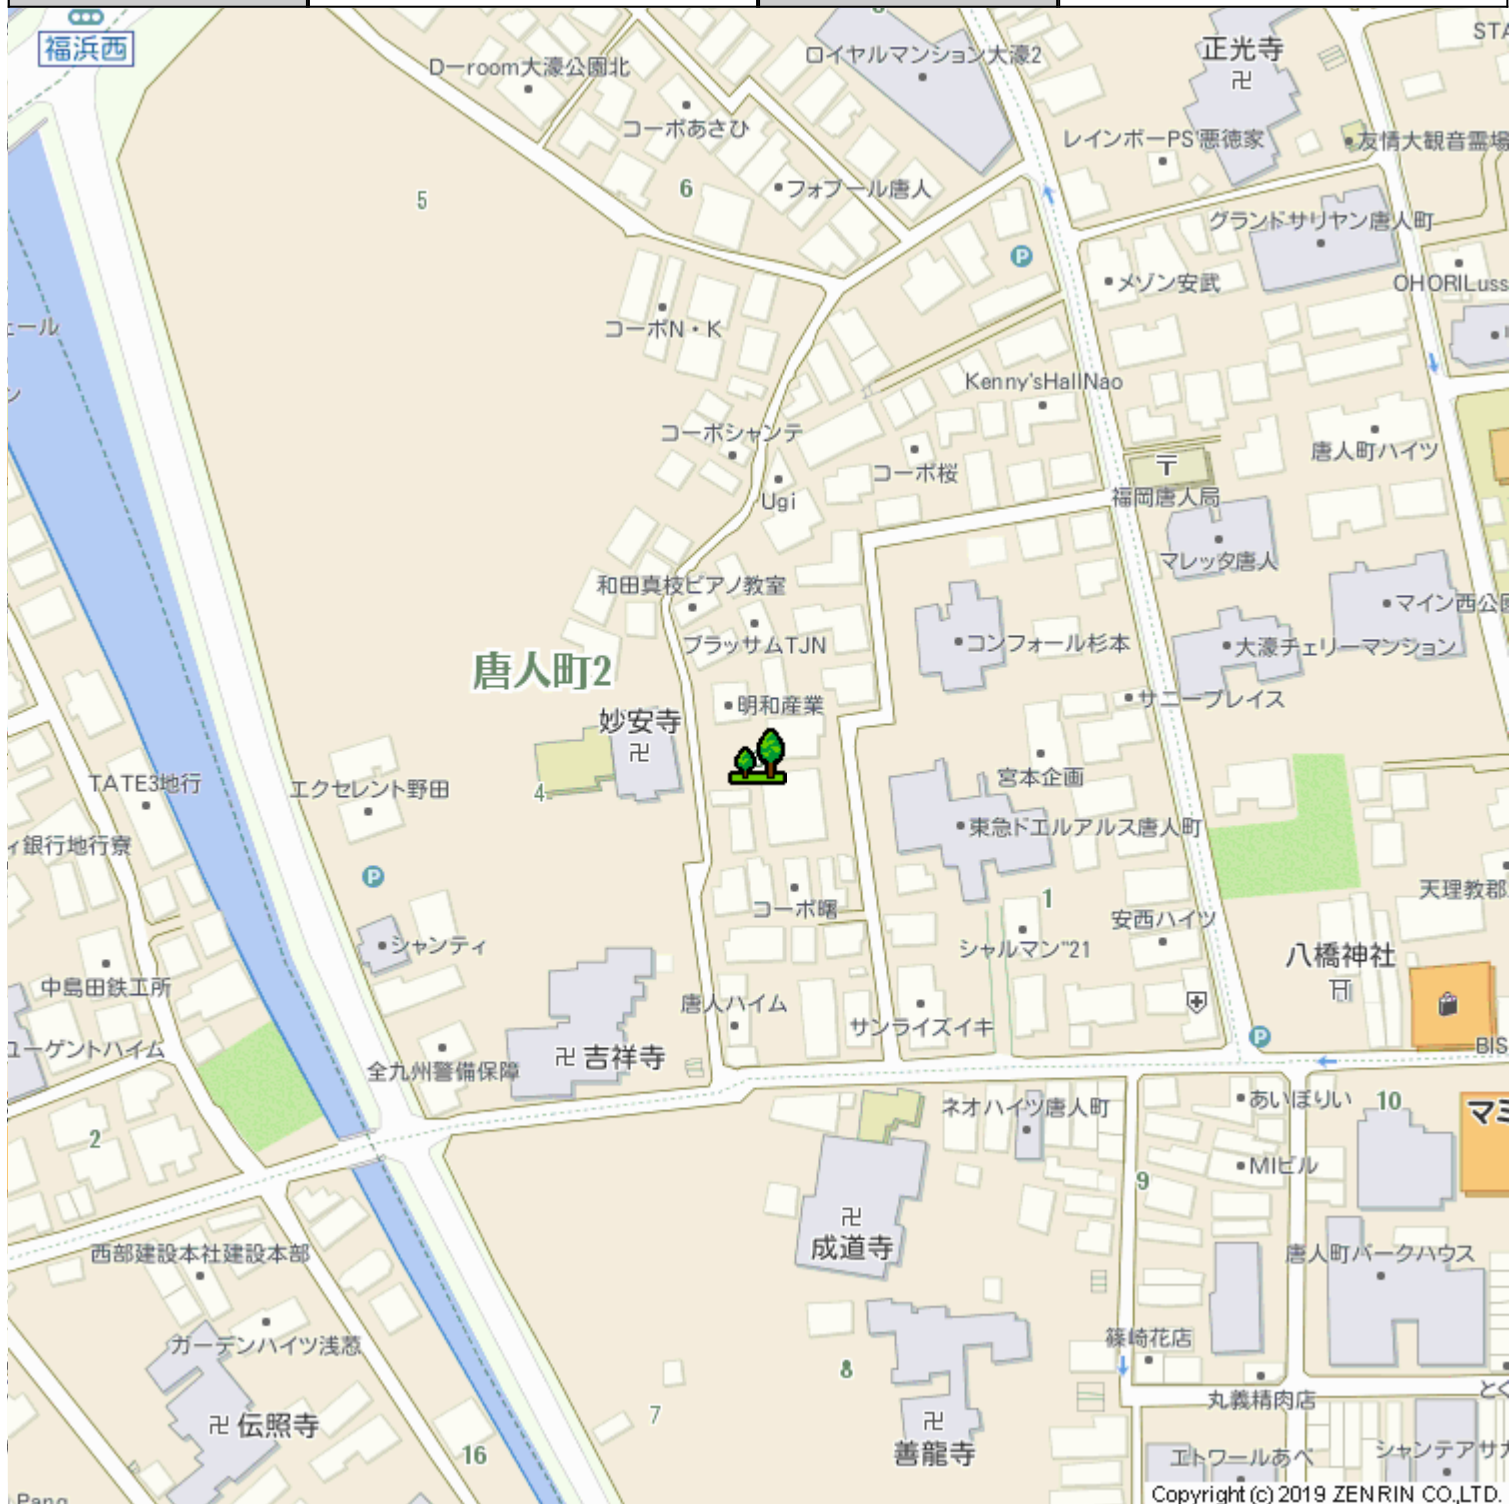 福浜西
D－room大濠公園北
ロイヤルマンション大濠2
正光寺
STA
コーポあさひ
レインボーPS'悪徳家
友情大観音霊場
5
6
フォブール唐人
グランドサリヤン唐人町
P
メゾン安武
OHORILuss
コーポN・K
ェール
ン
Kenny'sHallNao
コーポシャンテ
唐人町ハイツ
コーポ桜
Ugi
〒
福岡唐人局
マレッタ唐人
和田真枝ピアノ教室
マイン西公園
ブラッサムTJN
コンフォール杉本
大濠チェリーマンション
唐人町2
サニープレイス
明和産業
妙安寺
宮本企画
TATE3地行
エクセレント野田
4
東急ドエルアルス唐人町
ィ銀行地行寮
P
天理教郡
1
コーポ曙
安西ハイツ
シャンティ
シャルマン"21
八橋神社
中島田鉄工所
唐人ハイム
サンライズイキ
P
ューゲントハイム
吉祥寺
BIS
全九州警備保障
ネオハイツ唐人町
あいぼりい
10
マミ
2
MIビル
9
成道寺
西部建設本社建設本部
唐人町パークハウス
篠崎花店
ガーデンハイツ浅葱
8
とく
丸義精肉店
7
伝照寺
善龍寺
16
エトワールあべ
シャンテアサカ
Pang
Copyright (c) 2019 ZENRIN CO.,LTD.